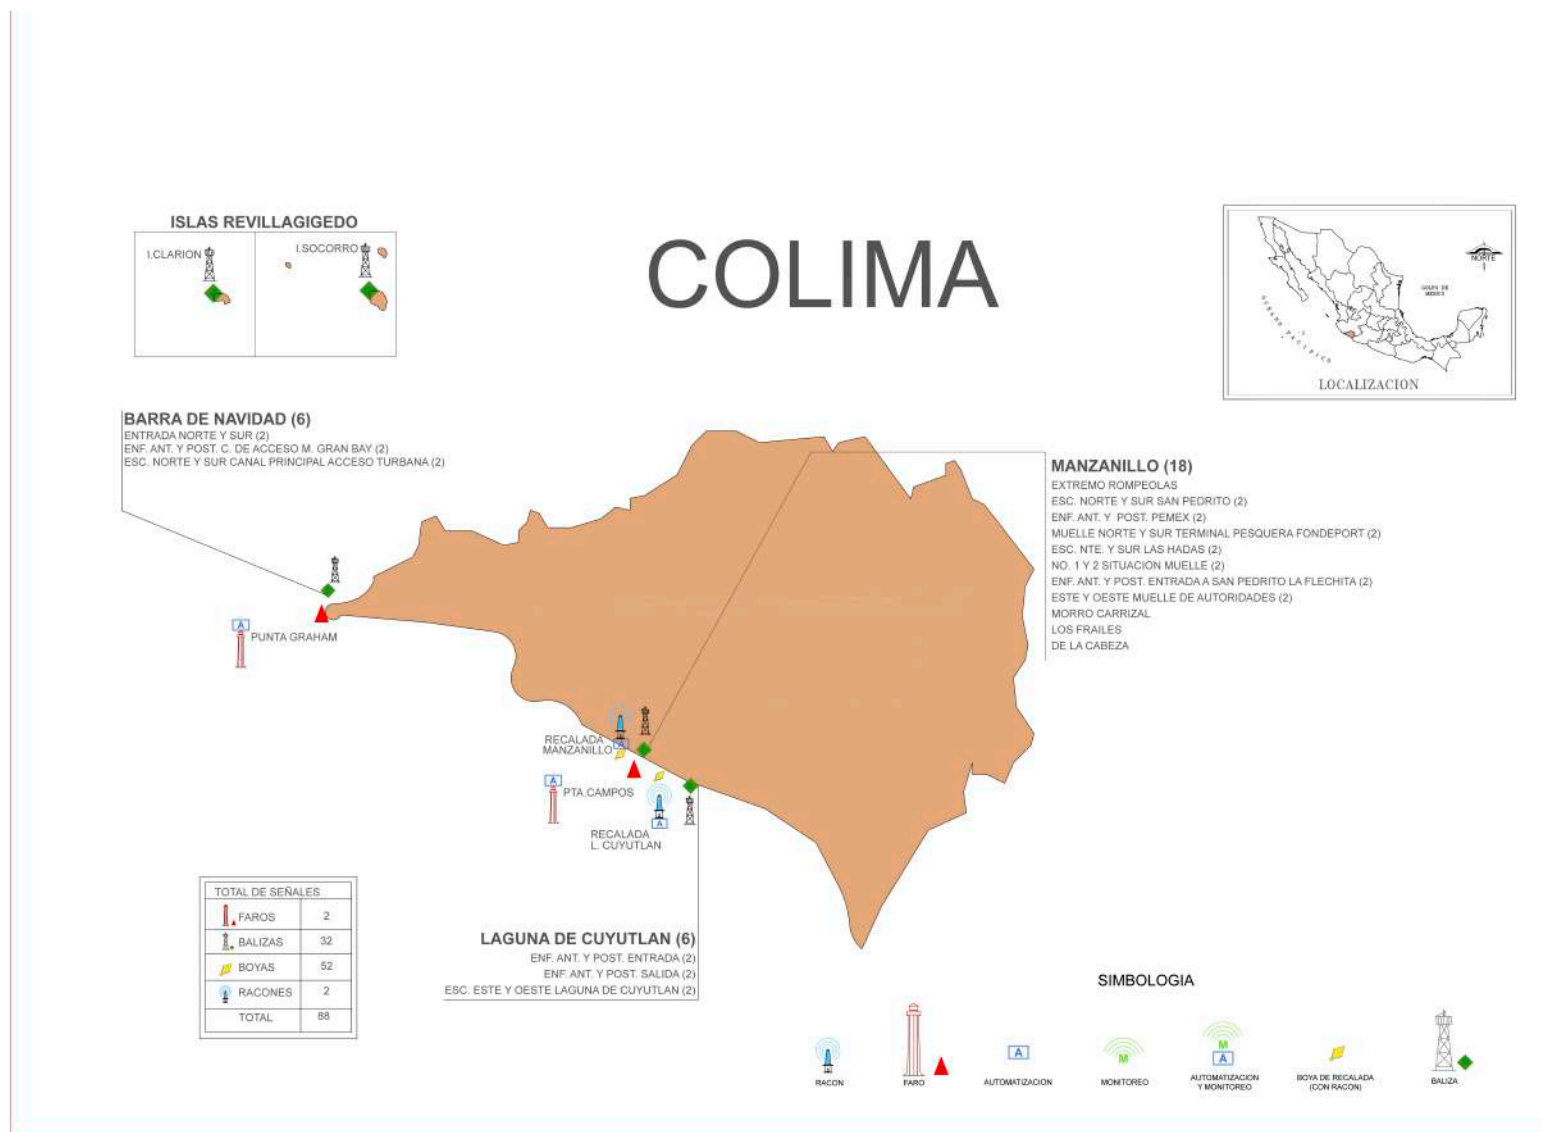 COLIMA
ISLAS REVILLAGIGEDO
I.CLARION
I.SOCORRO
NORTE
GOLFO DE
MEXICO
OCEANO PACIFICO
LOCALIZACION
BARRA DE NAVIDAD (6)
ENTRADA NORTE Y SUR (2)
ENF. ANT. Y POST. C. DE ACCESO M. GRAN BAY (2)
ESC. NORTE Y SUR CANAL PRINCIPAL ACCESO TURBANA (2)
MANZANILLO (18)
EXTREMO ROMPEOLAS
ESC. NORTE Y SUR SAN PEDRITO (2)
ENF. ANT. Y POST. PEMEX (2)
MUELLE NORTE Y SUR TERMINAL PESQUERA FONDEPORT (2)
ESC. NTE. Y SUR LAS HADAS (2)
NO. 1 Y 2 SITUACION MUELLE (2)
ENF. ANT. Y POST. ENTRADA A SAN PEDRITO LA FLECHITA (2)
ESTE Y OESTE MUELLE DE AUTORIDADES (2)
MORRO CARRIZAL
LOS FRAILES
DE LA CABEZA
A
PUNTA GRAHAM
RECALADA
MANZANILLO
A
A
PTA.CAMPOS
A
RECALADA
L. CUYUTLAN
TOTAL DE SEÑALES
FAROS 2
BALIZAS 32
BOYAS 52
RACONES 2
TOTAL 88
LAGUNA DE CUYUTLAN (6)
ENF. ANT. Y POST. ENTRADA (2)
ENF. ANT. Y POST. SALIDA (2)
ESC. ESTE Y OESTE LAGUNA DE CUYUTLAN (2)
SIMBOLOGIA
A
M
M
A
RACON
FARO
AUTOMATIZACION
MONITOREO
AUTOMATIZACION
Y MONITOREO
BOYA DE RECALADA
(CON RACON)
BALIZA